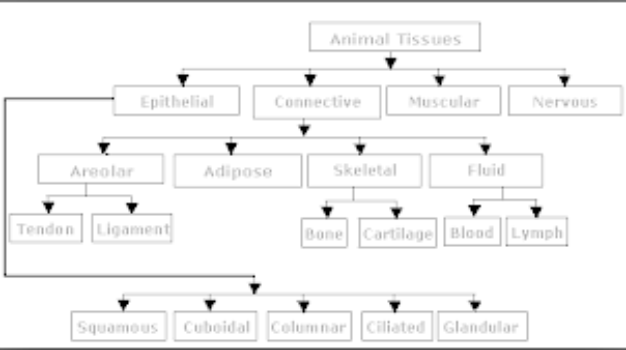 Animal Tissues
Epithelial
Connective
Muscular
Nervous
Areolar
Adipose
Skeletal
Fluid
Tendon
Ligament
Bone
Cartilage
Blood
Lymph
Squamous
Cuboidal
Columnar
Ciliated
Glandular